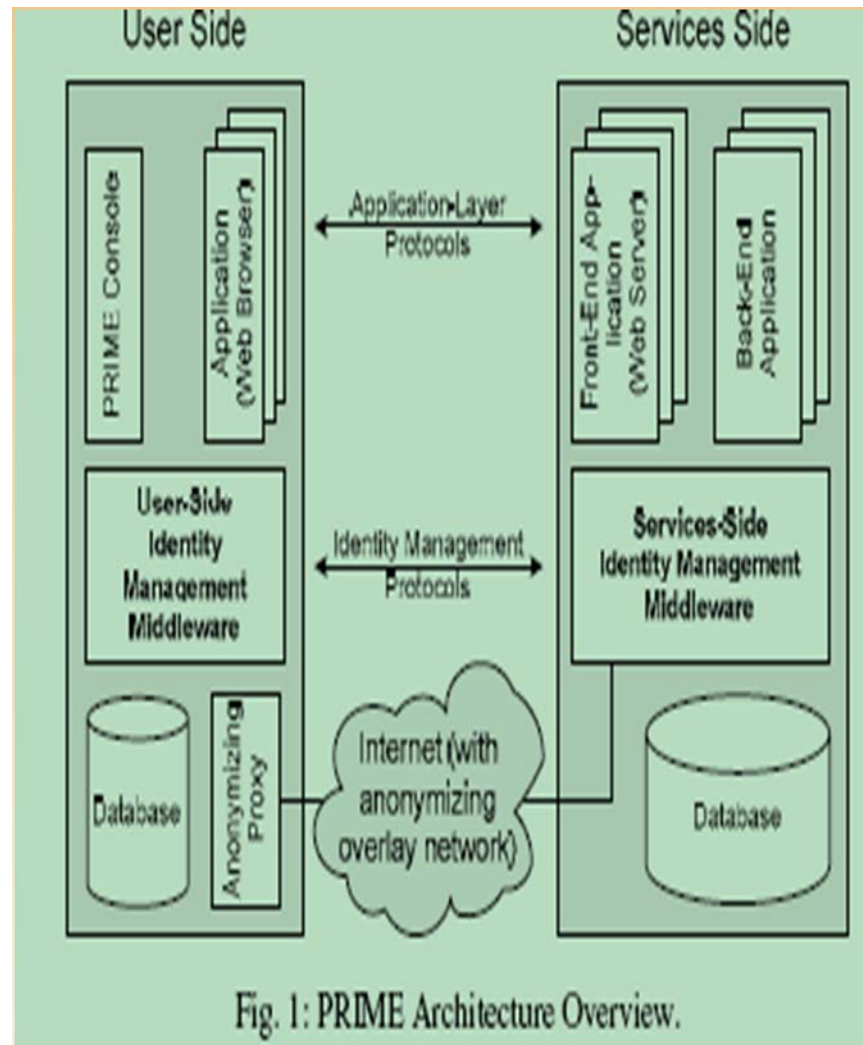 User Side
Services Side
PRIME Console
Application
(Web Browser)
Application-Layer
Protocols
Front-End App-
lication
(Web Server)
Back-End
Application
User-Side
Identity
Management
Middleware
Identity Management
Protocols
Services-Side
Identity Management
Middleware
Database
Anonymizing
Proxy
Internet (with
anonymizing
overlay network)
Database
Fig. 1: PRIME Architecture Overview.